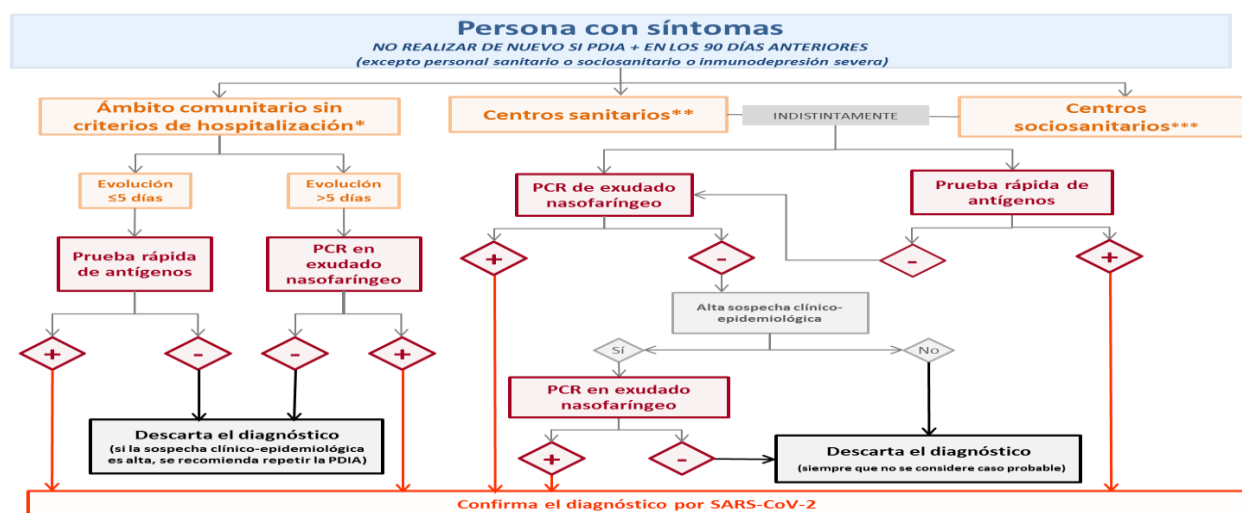 Persona con síntomas
NO REALIZAR DE NUEVO SI PDIA + EN LOS 90 DÍAS ANTERIORES
(excepto personal sanitario o sociosanitario o inmunodepresión severa)
Ámbito comunitario sin
criterios de hospitalización*
Centros sanitarios**
INDISTINTAMENTE
Centros
sociosanitarios***
Evolución
≤5 días
Evolución
>5 días
PCR de exudado
nasofaríngeo
Prueba rápida de
antígenos
Prueba rápida
de antígenos
PCR en
exudado
nasofaríngeo
+
-
-
+
+
-
-
+
Alta sospecha clínico-
epidemiológica
Sí
No
PCR en exudado
nasofaríngeo
+
-
Descarta el diagnóstico
(si la sospecha clínico-epidemiológica
es alta, se recomienda repetir la PDIA)
Descarta el diagnóstico
(siempre que no se considere caso probable)
Confirma el diagnóstico por SARS-CoV-2